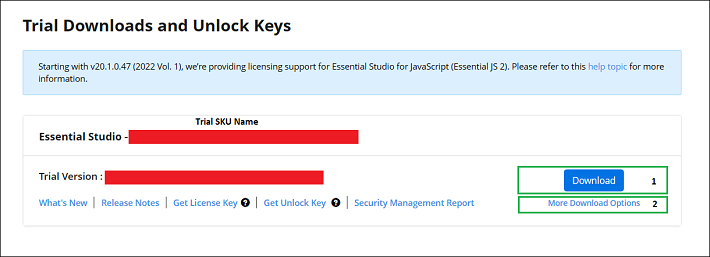 Trial Downloads and Unlock Keys
Starting with v20.1.0.47 (2022 Vol. 1), we're providing licensing support for Essential Studio for JavaScript (Essential JS 2). Please refer to this help topic for more
information.
Trial SKU Name
Essential Studio -
Trial Version :
Download 1
What's New | Release Notes | Get License Key ? | Get Unlock Key ? | Security Management Report
More Download Options 2